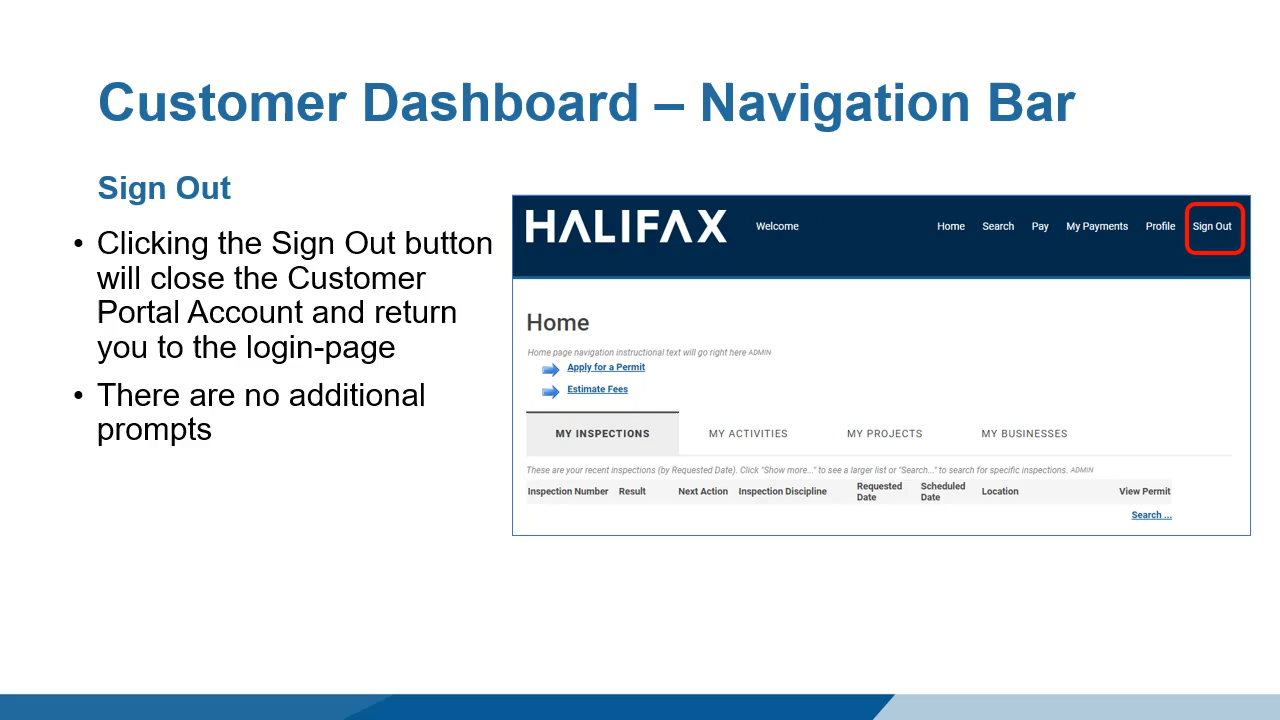 Customer Dashboard – Navigation Bar
Sign Out
• Clicking the Sign Out button
will close the Customer
Portal Account and return
you to the login-page
• There are no additional
prompts
HALIFAX
Welcome
Home Search Pay My Payments Profile Sign Out
Home
Home page navigation instructional text will go right here ADMIN
Apply for a Permit
Estimate Fees
MY INSPECTIONS MY ACTIVITIES MY PROJECTS MY BUSINESSES
These are your recent inspections (by Requested Date). Click "Show more..." to see a larger list or "Search..." to search for specific inspections. ADMIN
Inspection Number Result Next Action Inspection Discipline Requested Date Scheduled Date Location View Permit
Search ...